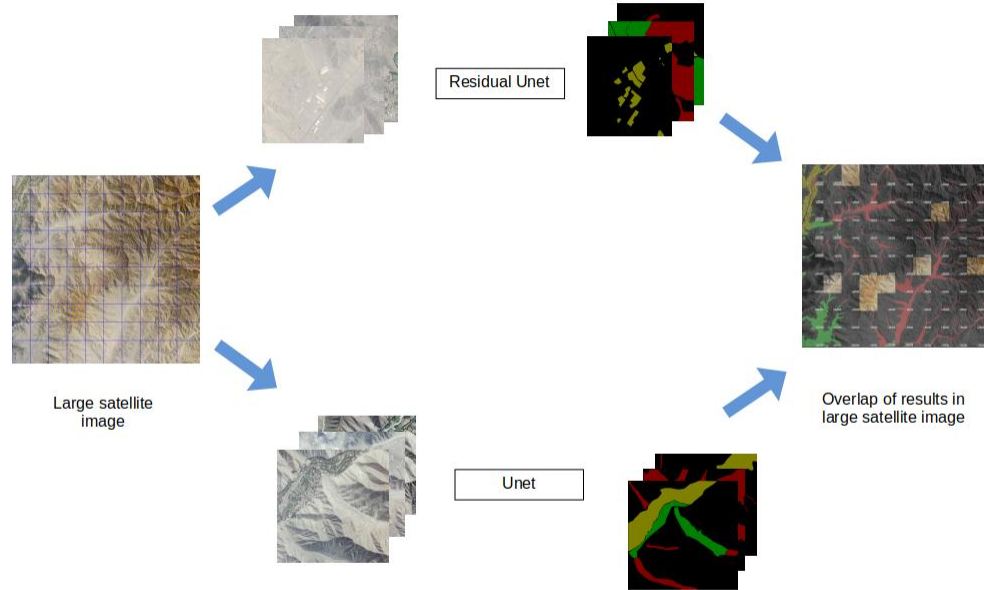 Residual Unet
Large satellite
image
Overlap of results in
large satellite image
Unet